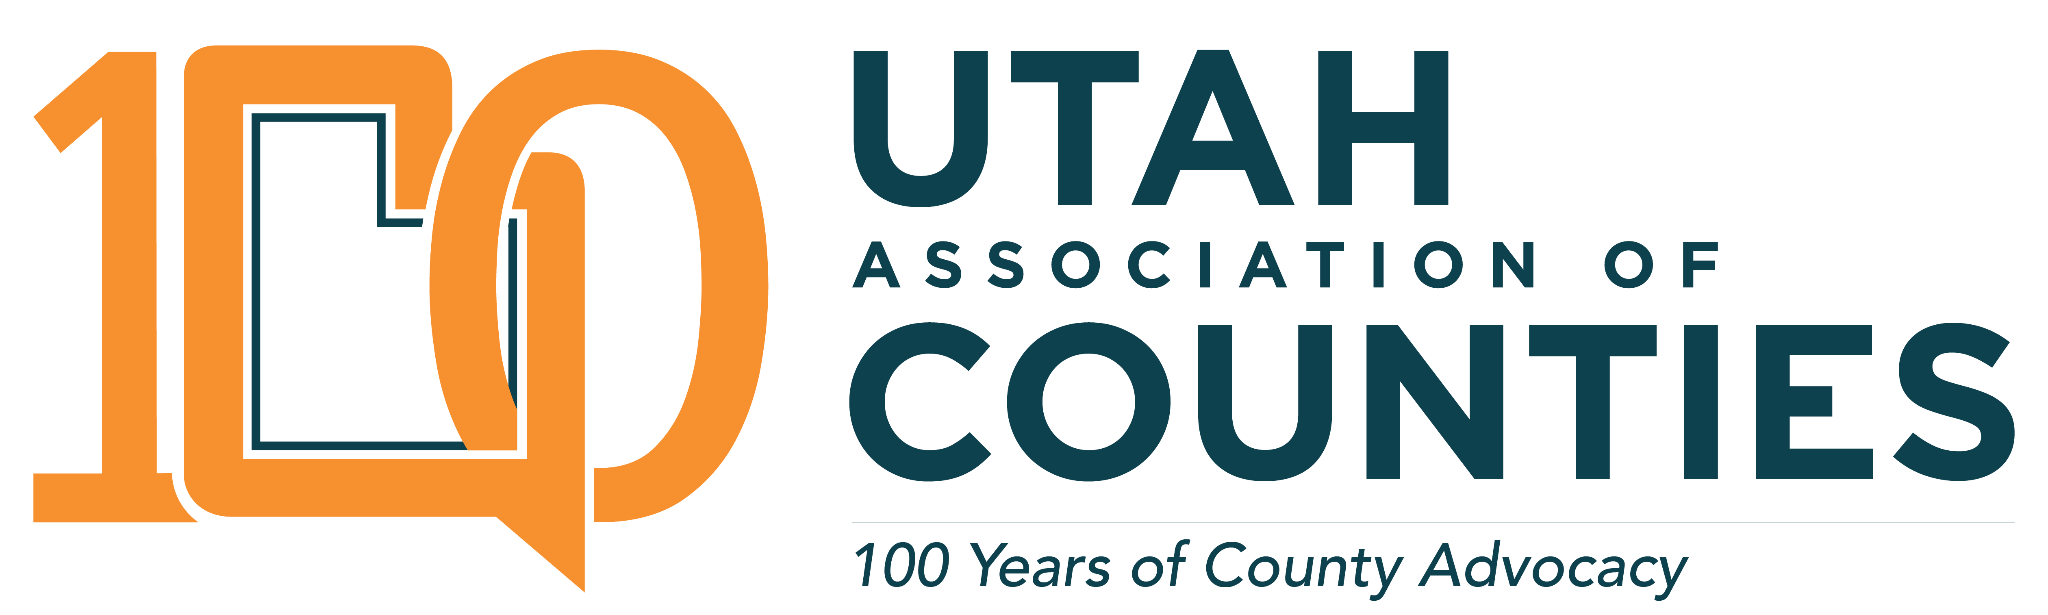 100
UTAH
ASSOCIATION OF
COUNTIES
100 Years of County Advocacy